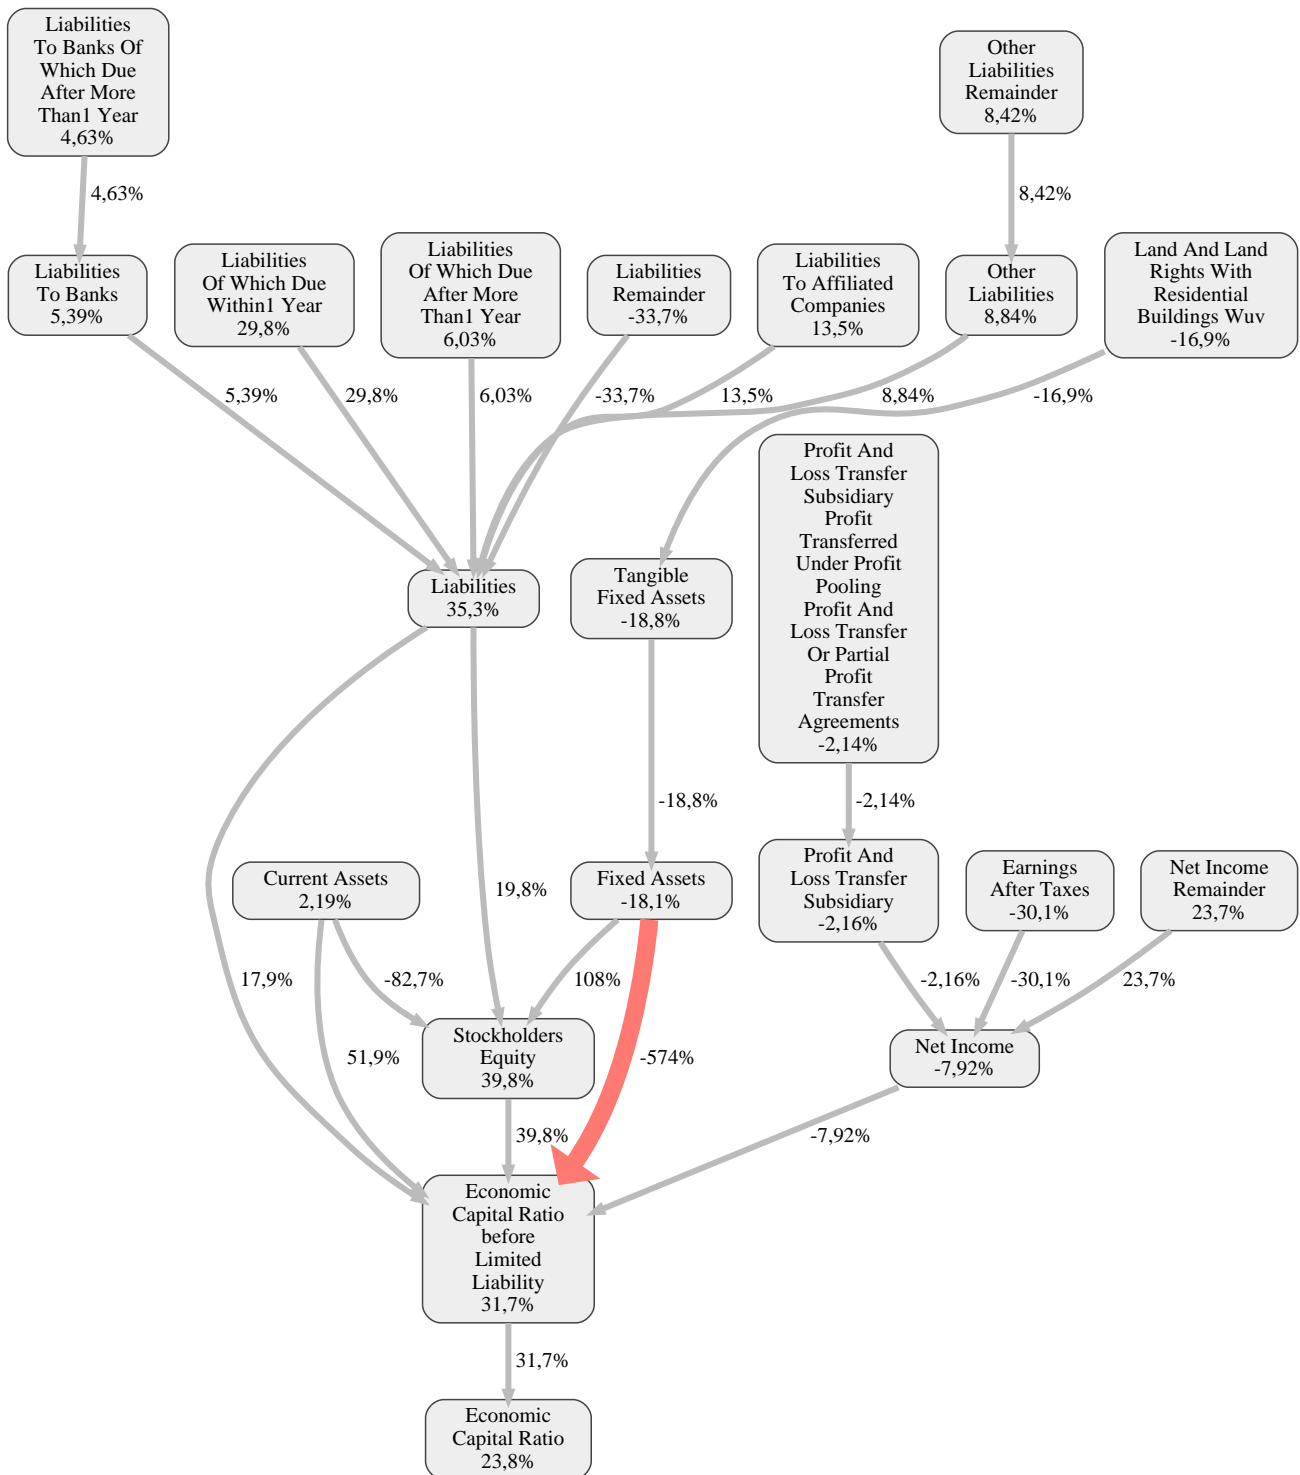 Liabilities
To Banks Of
Which Due
After More
Than1 Year
4,63%
Other
Liabilities
Remainder
8,42%
4,63%
8,42%
Liabilities
To Banks
5,39%
Liabilities
Of Which Due
Within1 Year
29,8%
Liabilities
Of Which Due
After More
Than1 Year
6,03%
Liabilities
Remainder
-33,7%
Liabilities
To Affiliated
Companies
13,5%
Other
Liabilities
8,84%
Land And Land
Rights With
Residential
Buildings Wuv
-16,9%
5,39%
29,8%
6,03%
-33,7%
13,5%
8,84%
-16,9%
Profit And
Loss Transfer
Subsidiary
Profit
Transferred
Under Profit
Pooling
Profit And
Loss Transfer
Or Partial
Profit
Transfer
Agreements
-2,14%
Liabilities
35,3%
Tangible
Fixed Assets
-18,8%
-18,8%
-2,14%
Current Assets
2,19%
19,8%
Fixed Assets
-18,1%
Profit And
Loss Transfer
Subsidiary
-2,16%
Earnings
After Taxes
-30,1%
Net Income
Remainder
23,7%
17,9%
-82,7%
108%
-2,16%
-30,1%
23,7%
51,9%
Stockholders
Equity
39,8%
-574%
Net Income
-7,92%
39,8%
-7,92%
Economic
Capital Ratio
before
Limited
Liability
31,7%
31,7%
Economic
Capital Ratio
23,8%